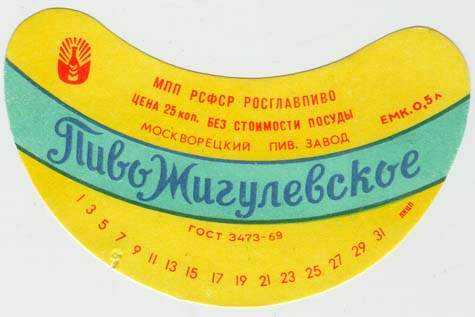 МПП РСФСР РОСГЛАВПИВО
ЦЕНА 25 коп. БЕЗ СТОИМОСТИ ПОСУДЫ
МОСКВОРЕЦКИЙ ПИВ. ЗАВОД
ЕМК. 0,5 л
Пиво Жигулевское
ГОСТ 3473-69
1 3 5 7 9 11 13 15 17 19 21 23 25 27 29 31